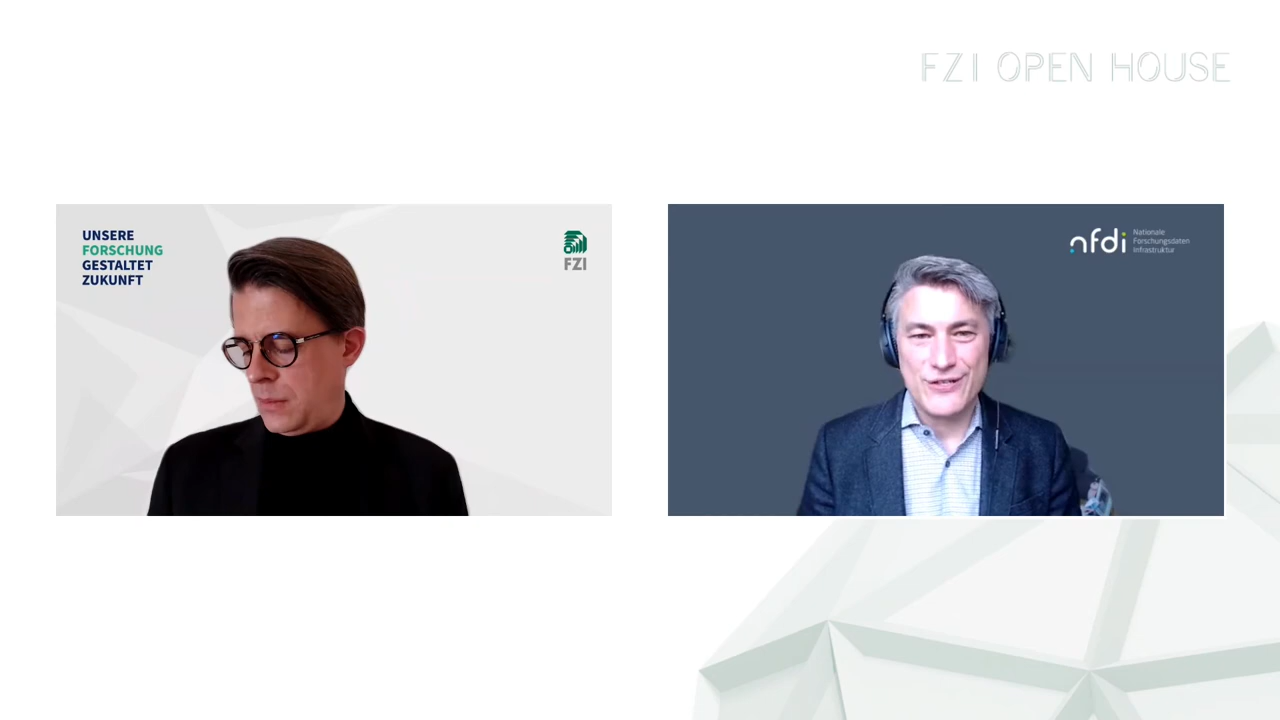 FZI OPEN HOUSE
UNSERE
FORSCHUNG
GESTALTET
ZUKUNFT
FZI
nfdi
Nationale
Forschungsdaten
Infrastruktur